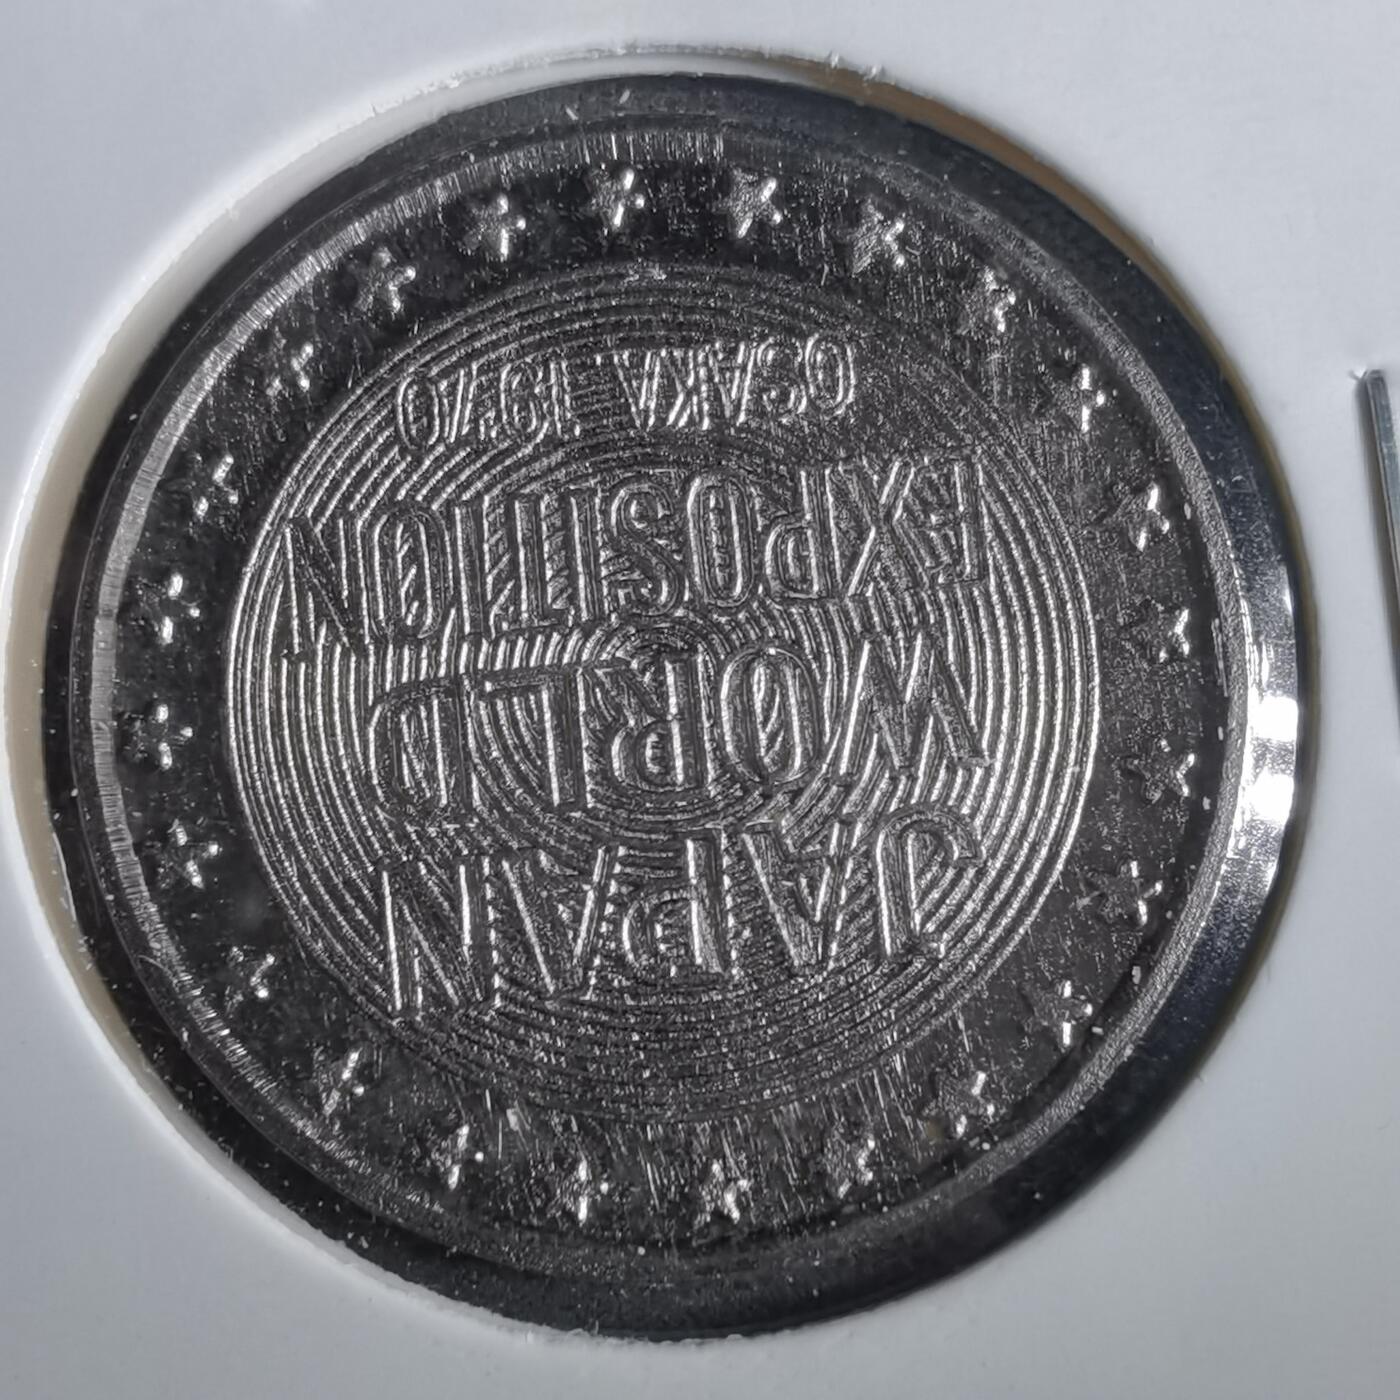 JAPAN
WORLD
EXPOSITION
OSAKA 1970